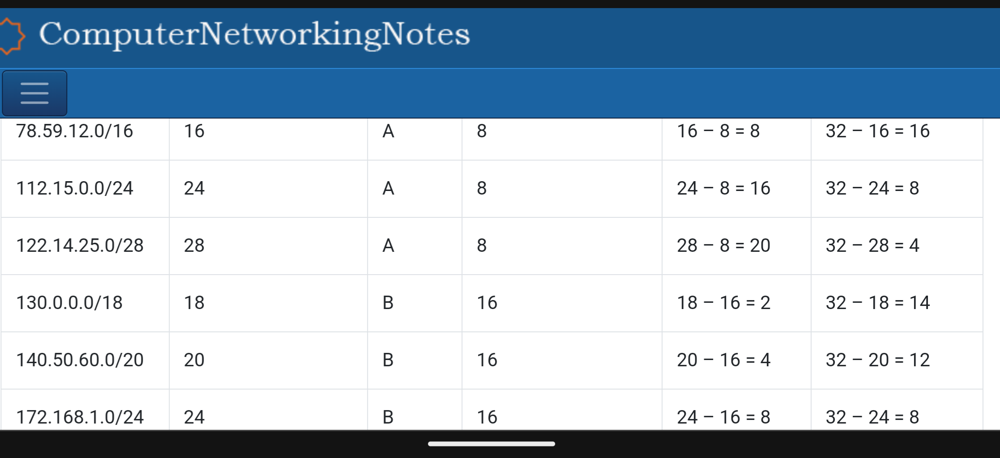 ComputerNetworkingNotes
78.59.12.0/16 16 A 8 16 – 8 = 8 32 – 16 = 16
112.15.0.0/24 24 A 8 24 – 8 = 16 32 – 24 = 8
122.14.25.0/28 28 A 8 28 – 8 = 20 32 – 28 = 4
130.0.0.0/18 18 B 16 18 – 16 = 2 32 – 18 = 14
140.50.60.0/20 20 B 16 20 – 16 = 4 32 – 20 = 12
172.168.1.0/24 24 B 16 24 – 16 = 8 32 – 24 = 8